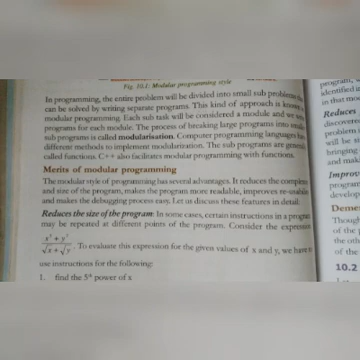 Fig. 10.1: Modular programming style
In programming, the entire problem will be divided into small sub problems that
can be solved by writing separate programs. This kind of approach is known as
modular programming. Each sub task will be considered a module and we write
programs for each module. The process of breaking large programs into smaller
sub programs is called modularisation. Computer programming languages have
different methods to implement modularization. The sub programs are generally
called functions. C++ also facilitates modular programming with functions.
Merits of modular programming
The modular style of programming has several advantages. It reduces the complexity
and size of the program, makes the program more readable, improves re-usability
and makes the debugging process easy. Let us discuss these features in detail:
Reduces the size of the program: In some cases, certain instructions in a program
may be repeated at different points of the program. Consider the expression
To evaluate this expression for the given values of x and y, we have to
use instructions for the following:
1. find the 5th power of x
program,
identified i
in that mo
Reduces
discovered
problem
will be s
bringing
and mak
Improv
program
develop
Demer
Though
of the p
the oth
of the
10.2